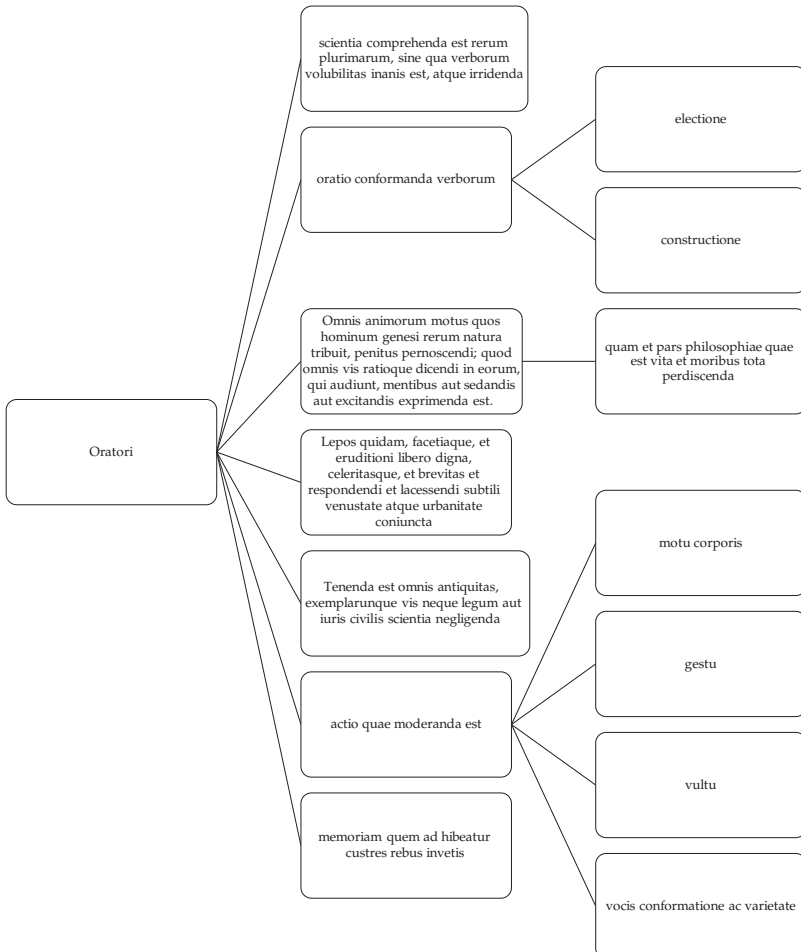 Oratori
scientia comprehenda est rerum
plurimarum, sine qua verborum
volubilitas inanis est, atque irridenda
oratio conformanda verborum
electione
constructione
Omnis animorum motus quos
hominum genesi rerum natura
tribuit, penitus pernoscendi; quod
omnis vis ratioque dicendi in eorum,
qui audiunt, mentibus aut sedandis
aut excitandis exprimenda est.
quam et pars philosophiae quae
est vita et moribus tota
perdiscenda
Lepos quidam, facetiaque, et
eruditioni libero digna,
celeritasque, et brevitas et
respondendi et lacessendi subtili
venustate atque urbanitate
coniuncta
Tenenda est omnis antiquitas,
exemplarunque vis neque legum aut
iuris civilis scientia negligenda
actio quae moderanda est
motu corporis
gestu
vultu
vocis conformatione ac varietate
memoriam quem ad hibeatur
custres rebus invetis